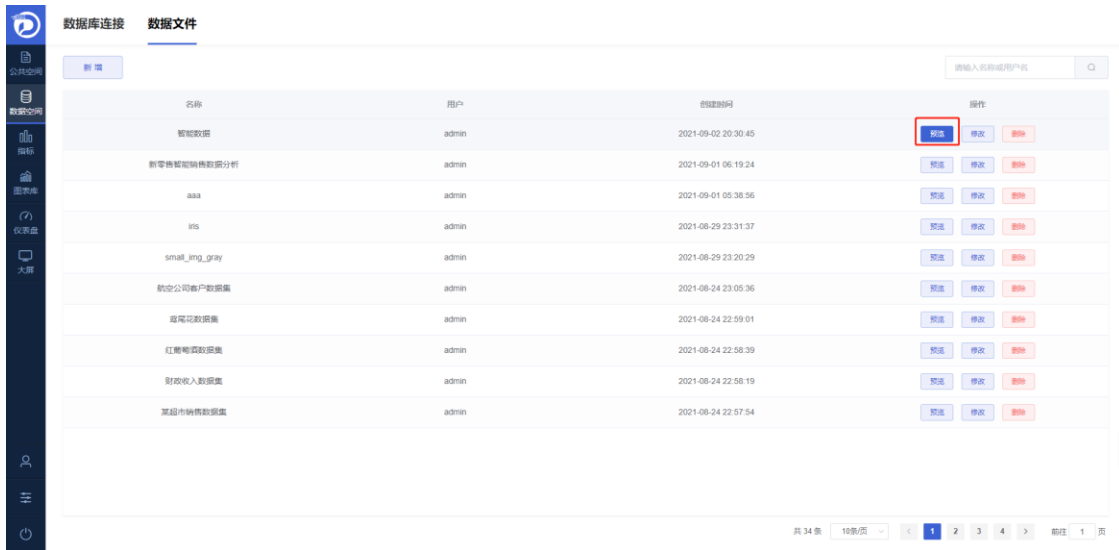 数据库连接 数据文件
公共空间
数据空间
指标
图表库
仪表盘
大屏
新增
请输入名称或用户名
名称 用户 创建时间 操作
智能数据 admin 2021-09-02 20:30:45 预览 修改 删除
新零售智能销售数据分析 admin 2021-09-01 06:19:24 预览 修改 删除
aaa admin 2021-09-01 05:38:56 预览 修改 删除
iris admin 2021-08-29 23:31:37 预览 修改 删除
small_img_gray admin 2021-08-29 23:20:29 预览 修改 删除
航空公司客户数据集 admin 2021-08-24 23:05:36 预览 修改 删除
鸢尾花数据集 admin 2021-08-24 22:59:01 预览 修改 删除
红葡萄酒数据集 admin 2021-08-24 22:58:39 预览 修改 删除
财政收入数据集 admin 2021-08-24 22:58:19 预览 修改 删除
某超市销售数据集 admin 2021-08-24 22:57:54 预览 修改 删除
共 34 条 10条/页 < 1 2 3 4 > 前往 1 页